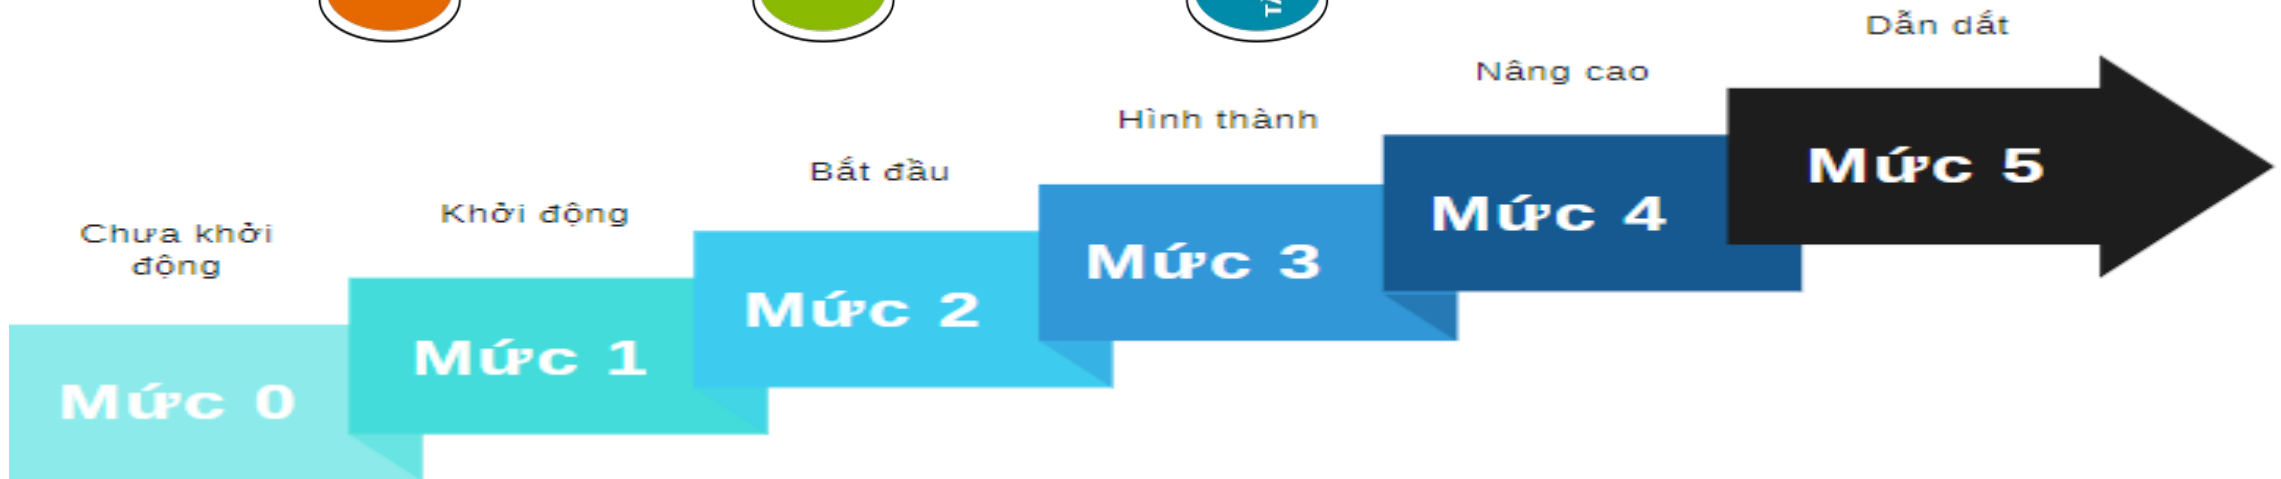 Dẫn dắt
Nâng cao
Hình thành
Bắt đầu
Khởi động
Chưa khởi
động
Mức 5
Mức 4
Mức 3
Mức 2
Mức 1
Mức 0